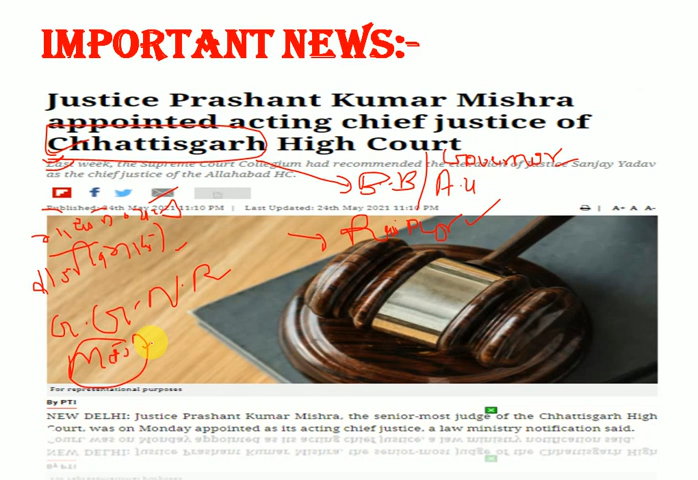 IMPORTANT NEWS:-
Justice Prashant Kumar Mishra
appointed acting chief justice of
Chhattisgarh High Court
Last week, the Supreme Court Collegium had recommended the elevation of Justice Sanjay Yadav
as the chief justice of the Allahabad HC.
Governor
B.B / A.U
Published: 24th May 2021 11:10 PM | Last Updated: 24th May 2021 11:10 PM
A+ A A-
Raipur
G.G.N.R
For representational purposes
By PTI
NEW DELHI: Justice Prashant Kumar Mishra, the senior-most judge of the Chhattisgarh High
Court, was on Monday appointed as its acting chief justice, a law ministry notification said.